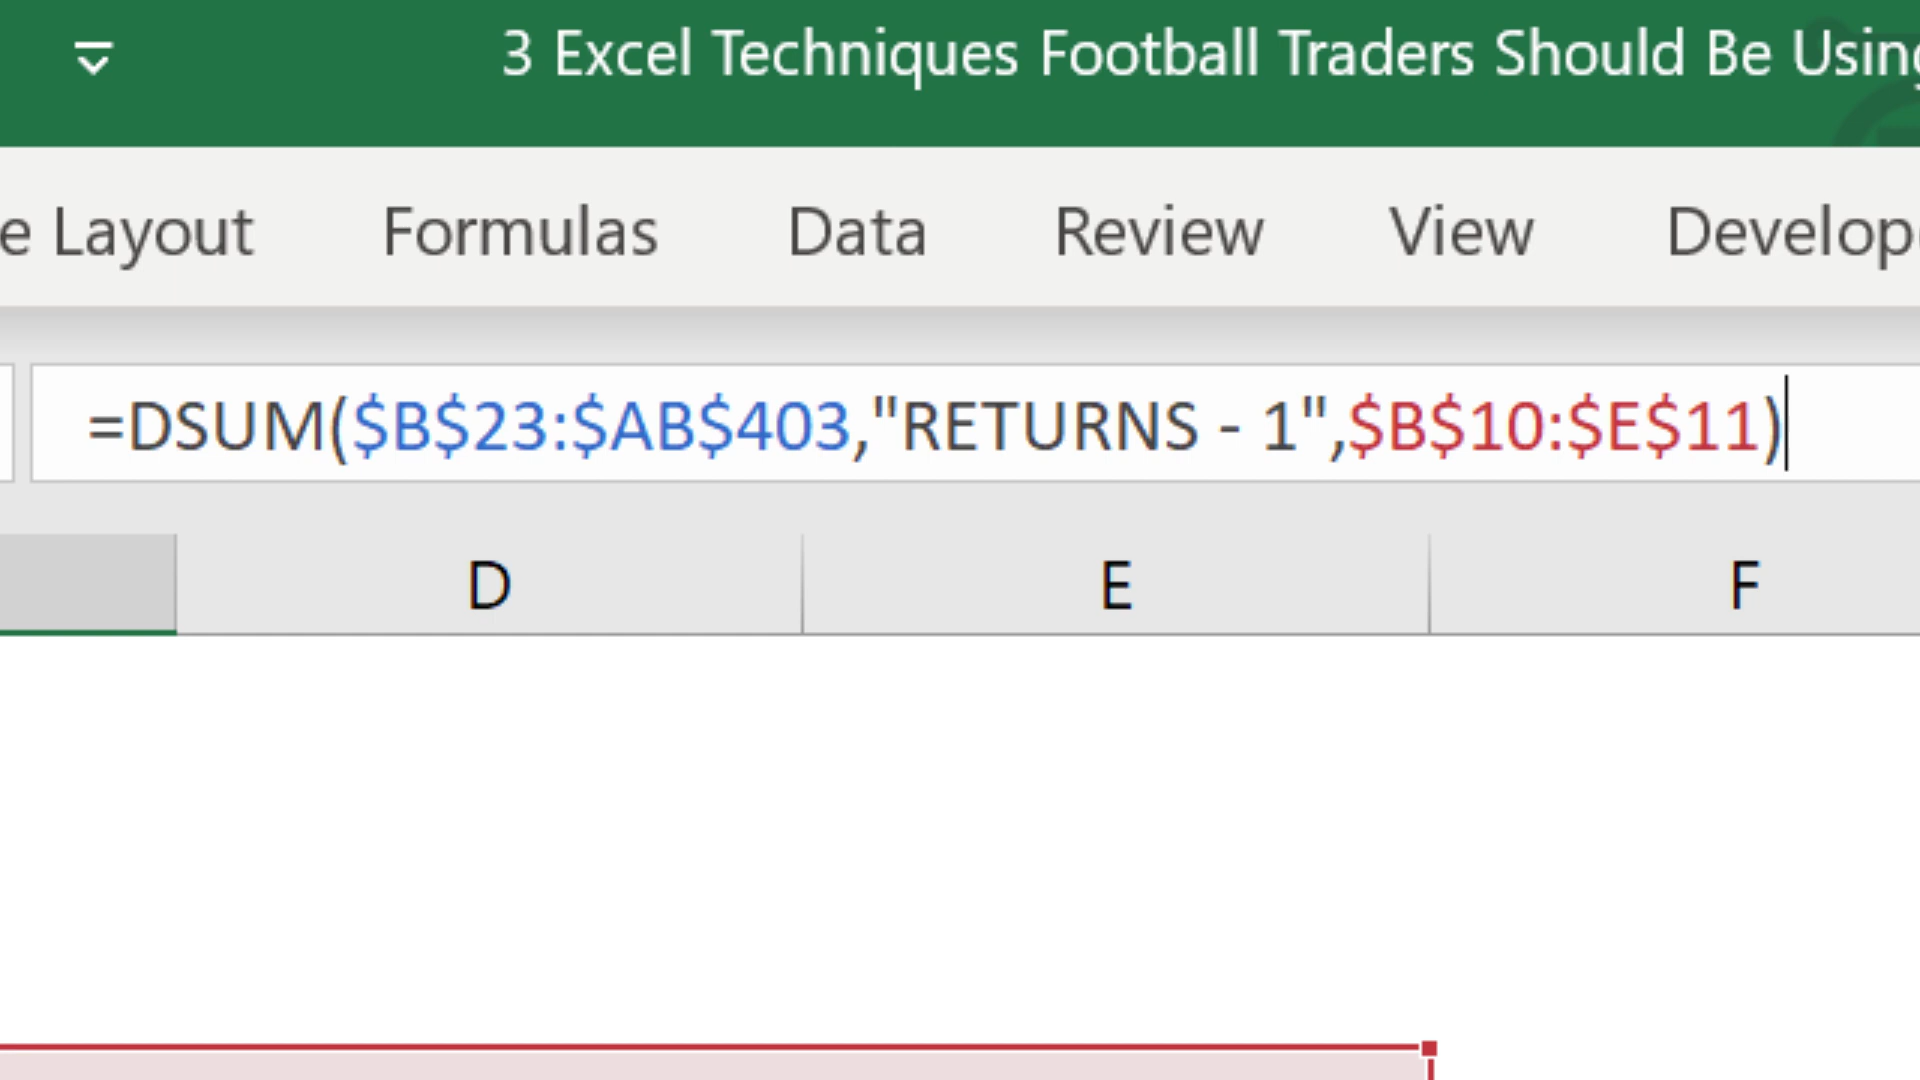 3 Excel Techniques Football Traders Should Be Using
e Layout Formulas Data Review View Develop
=DSUM($B$23:$AB$403,"RETURNS - 1",$B$10:$E$11)
D E F